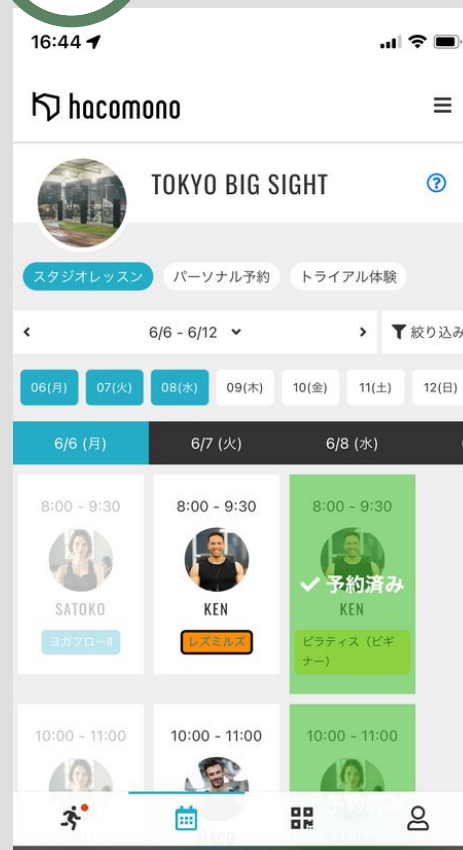 16:44
hacomono
TOKYO BIG SIGHT
スタジオレッスン パーソナル予約 トライアル体験
6/6 - 6/12 絞り込み
06(月) 07(火) 08(水) 09(木) 10(金) 11(土) 12(日)
6/6 (月) 6/7 (火) 6/8 (水)
8:00 - 9:30 8:00 - 9:30 8:00 - 9:30
予約済み
SATOKO KEN KEN
ヨガフローII レズミルズ ピラティス（ビギ
ナー）
10:00 - 11:00 10:00 - 11:00 10:00 - 11:00
予約済み
MACO